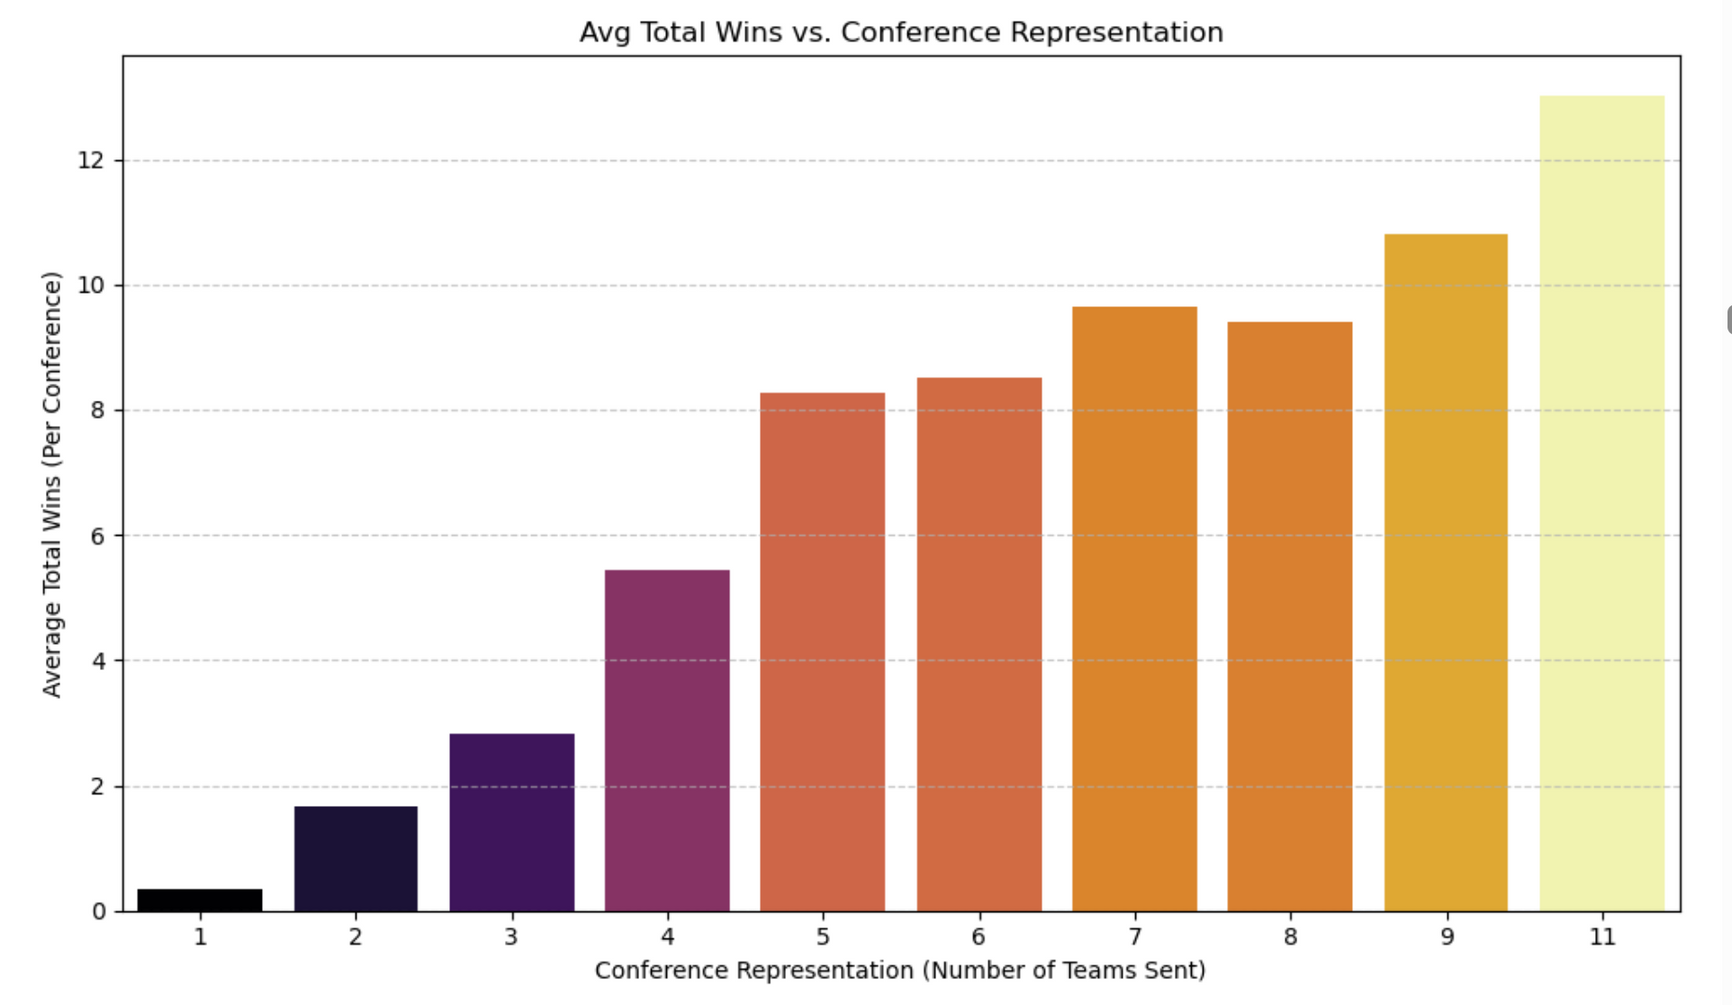 Avg Total Wins vs. Conference Representation
Average Total Wins (Per Conference)
12
10
8
6
4
2
0
1 2 3 4 5 6 7 8 9 11
Conference Representation (Number of Teams Sent)